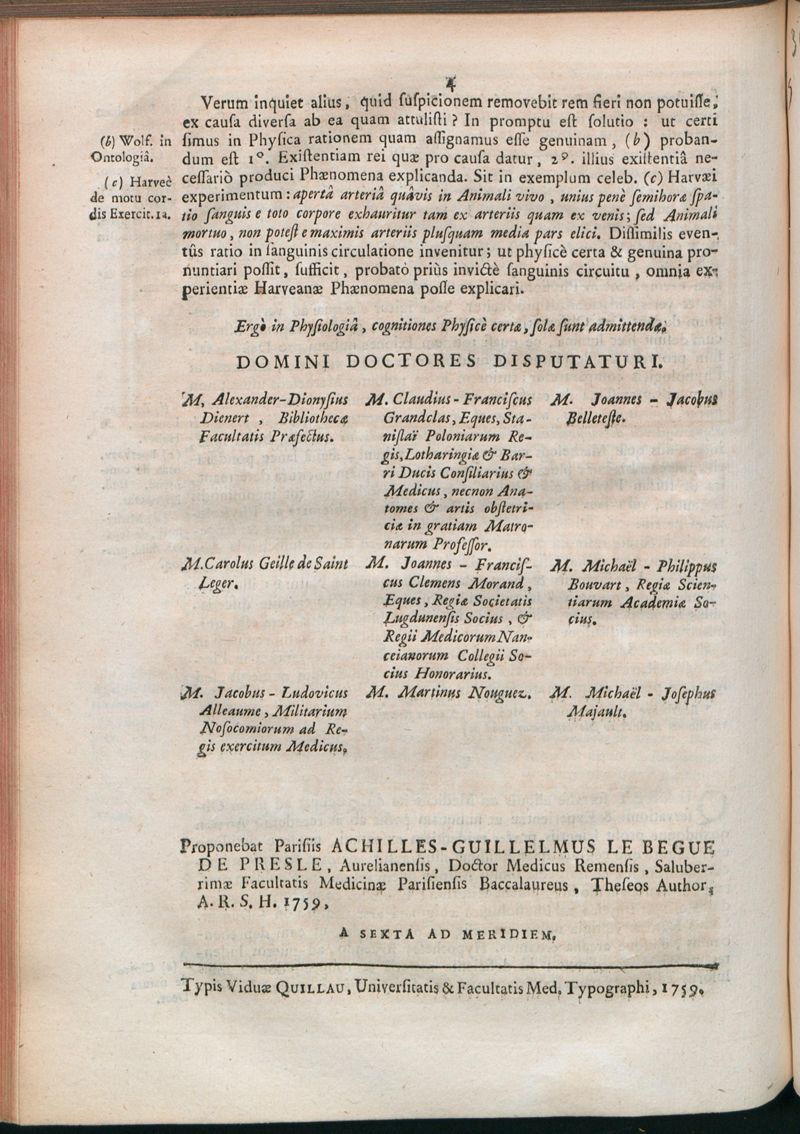 4
Verum inquiet alius, quid ſuſpicionem removebit rem fieri non potuiſſe,
ex cauſa diverſa ab ea quam attuliſti ? In promptu eſt ſolutio : ut certi
ſimus in Phyſica rationem quam aſſignamus eſſe genuinam, (b) proban-
dum eſt 1°. Exiſtentiam rei quæ pro cauſa datur, 2°. illius exiſtentiâ ne-
ceſſariò produci Phænomena explicanda. Sit in exemplum celeb. (c) Harvæi
experimentum : apertâ arteriâ quâvis in Animali vivo, unius penè ſemihoræ ſpa-
tio ſanguis e toto corpore exhauritur tam ex arteriis quam ex venis; ſed Animali
mortuo, non poteſt e maximis arteriis pluſquam media pars elici. Diſſimilis even-
tûs ratio in ſanguinis circulatione invenitur; ut phyſicè certa & genuina pro-
nuntiari poſſit, ſufficit, probatò priùs invictè ſanguinis circuitu, omnia ex-
perientiæ Harveanæ Phænomena poſſe explicari.
(b) Wolf. in
Ontologiâ.
(c) Harveè
de motu cor-
dis Exercit. 1a.
Ergo in Phyſiologiâ, cognitiones Phyſicè certæ, ſolæ ſunt admittendæ.
DOMINI DOCTORES DISPUTATURI.
M. Alexander-Dionyſius
Dienert, Bibliothecæ
Facultatis Præfectus.
M. Claudius-Franciſcus
Grandclas, Eques, Sta-
niſlaï Poloniarum Re-
gis, Lotharingiæ & Bar-
ri Ducis Conſiliarius &
Medicus, necnon Ana-
tomes & artis obſtetri-
ciæ in gratiam Matro-
narum Profeſſor.
M. Joannes-Jacobus
Belleteſte.
M. Carolus Geille de Saint
Leger.
M. Joannes-Franciſ-
cus Clemens Morand,
Eques, Regiæ Societatis
Lugdunenſis Socius, &
Regii Medicorum Nan-
ceianorum Collegii So-
cius Honorarius.
M. Michaël-Philippus
Bouvart, Regiæ Scien-
tiarum Academiæ So-
cius.
M. Jacobus-Ludovicus
Alleaume, Militarium
Noſocomiorum ad Re-
gis exercitum Medicus.
M. Martinus Nouguez.
M. Michaël-Joſephus
Majault.
Proponebat Pariſiis ACHILLES-GUILLELMUS LE BEGUE
DE PRESLE, Aurelianenſis, Doctor Medicus Remenſis, Saluber-
rimæ Facultatis Medicinæ Pariſienſis Baccalaureus, Theſeos Author,
A. R. S. H. 1759,
A SEXTA AD MERIDIEM.
Typis Viduæ QUILLAU, Univerſitatis & Facultatis Med. Typographi, 1759.